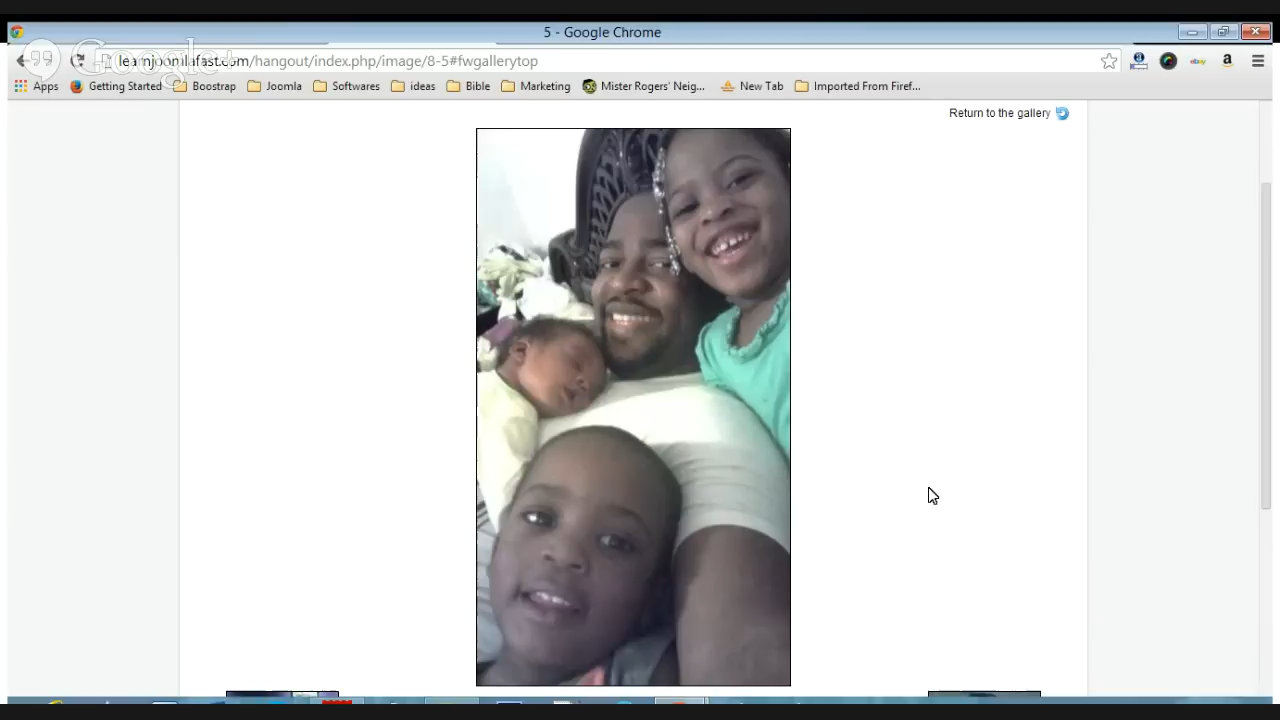 5 - Google Chrome
Google+
learnjoomlafast.com/hangout/index.php/image/8-5#fwgallerytop
Apps Getting Started Boostrap Joomla Softwares ideas Bible Marketing Mister Rogers' Neig... New Tab Imported From Firef...
Return to the gallery